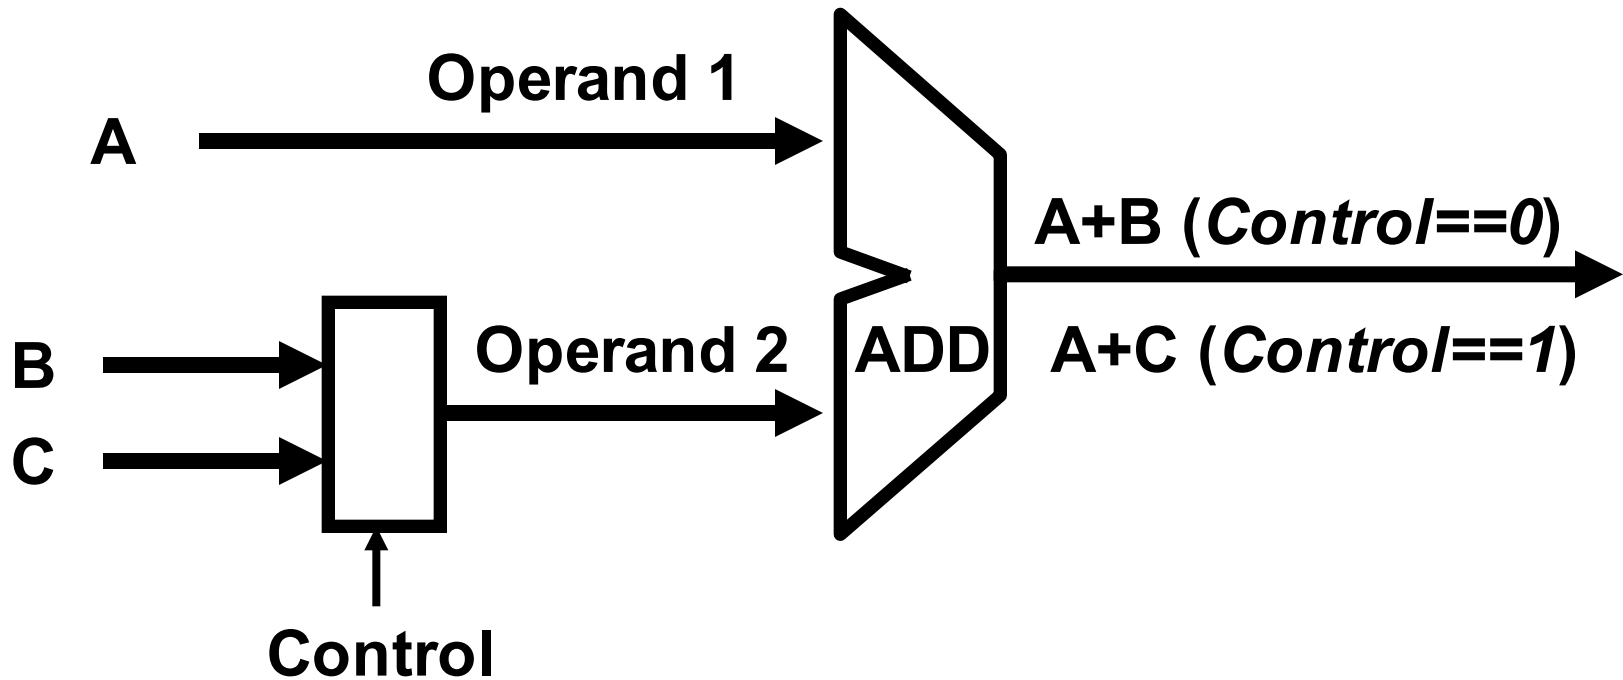 Operand 1
A
A+B (Control==0)
B
Operand 2
ADD
A+C (Control==1)
C
Control